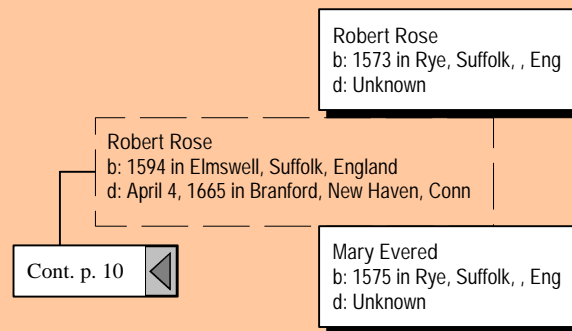 Robert Rose
b: 1573 in Rye, Suffolk, , Eng
d: Unknown
Robert Rose
b: 1594 in Elmswell, Suffolk, England
d: April 4, 1665 in Branford, New Haven, Conn
Cont. p. 10
Mary Evered
b: 1575 in Rye, Suffolk, , Eng
d: Unknown